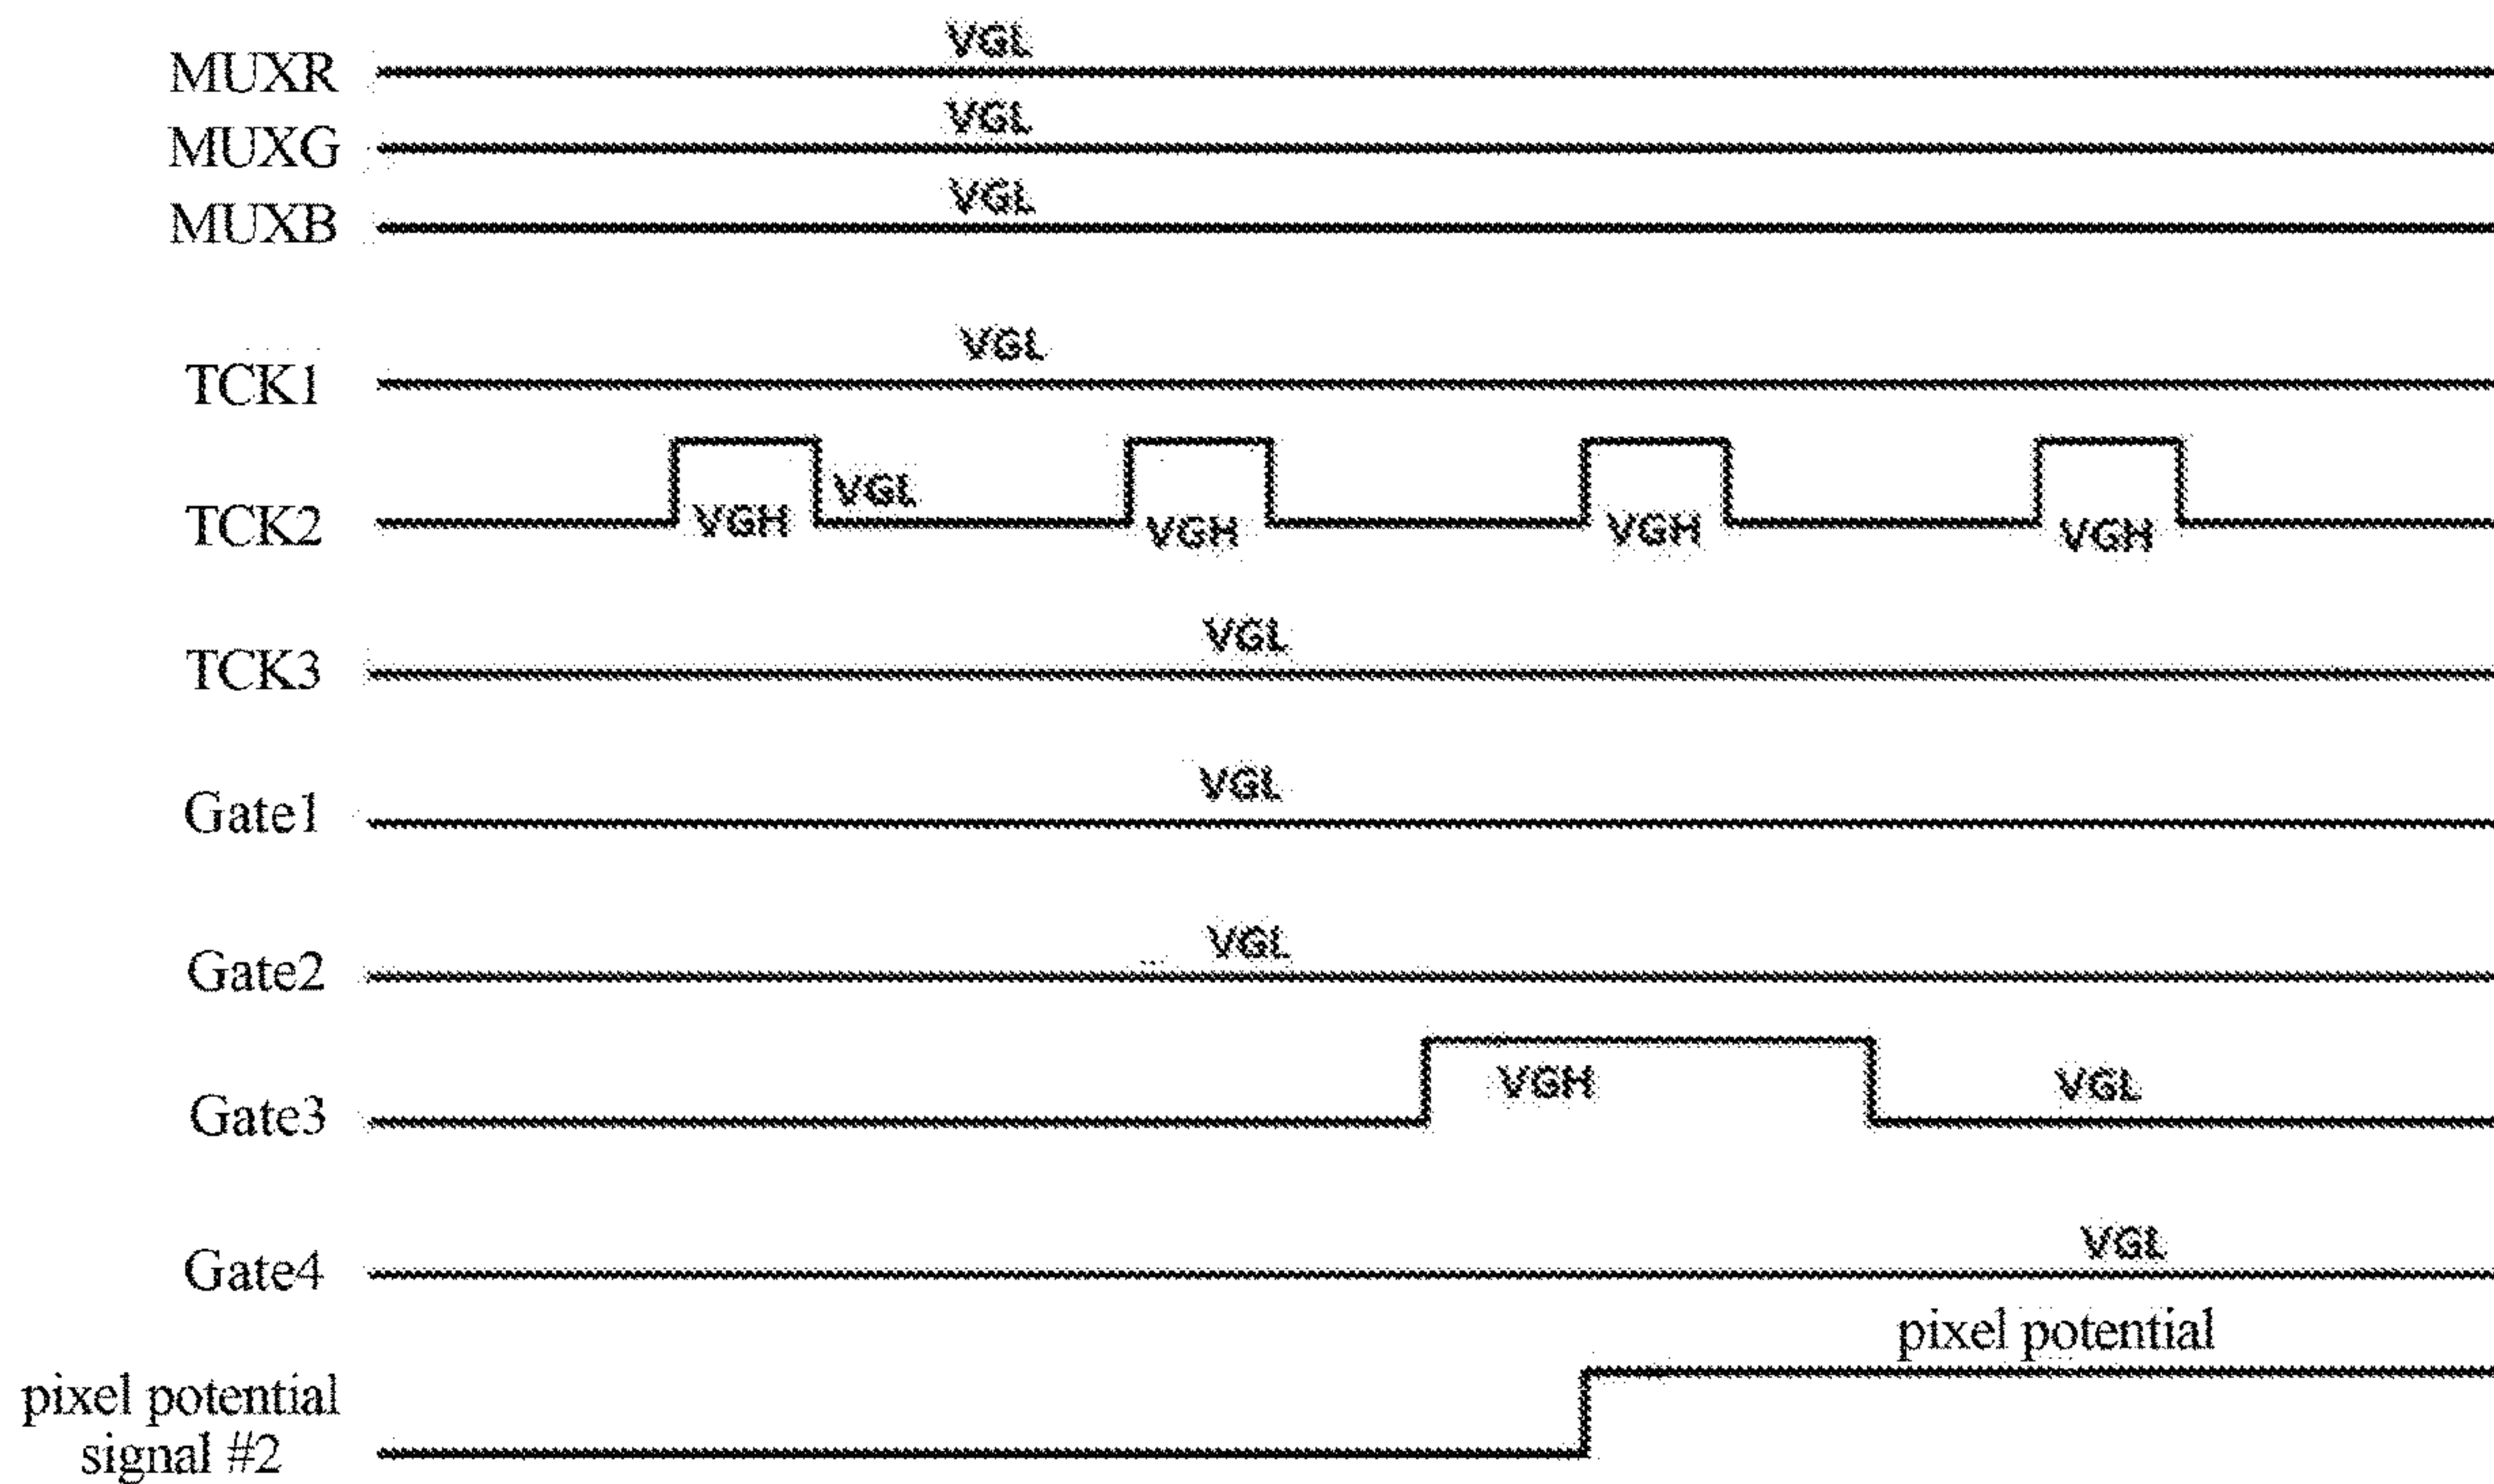 VGL
MUXR
VGL
MUXG
VGL
MUXB
VGL
TCK1
VGL
TCK2 VGH VGH VGH VGH
VGL
TCK3
VGL
Gate1
VGL
Gate2
VGH VGL
Gate3
VGL
Gate4
pixel potential
pixel potential
signal #2